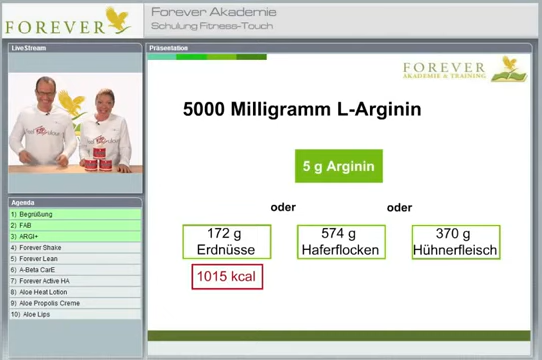 FOREVER
Forever Akademie
Schulung Fitness-Touch
LiveStream
Agenda
1) Begrüßung
2) FAB
3) ARGI+
4) Forever Shake
5) Forever Lean
6) A-Beta CarE
7) Forever Active HA
8) Aloe Heat Lotion
9) Aloe Propolis Creme
10) Aloe Lips
Präsentation
FOREVER
AKADEMIE & TRAINING
5000 Milligramm L-Arginin
5 g Arginin
oder
oder
172 g
Erdnüsse
574 g
Haferflocken
370 g
Hühnerfleisch
1015 kcal